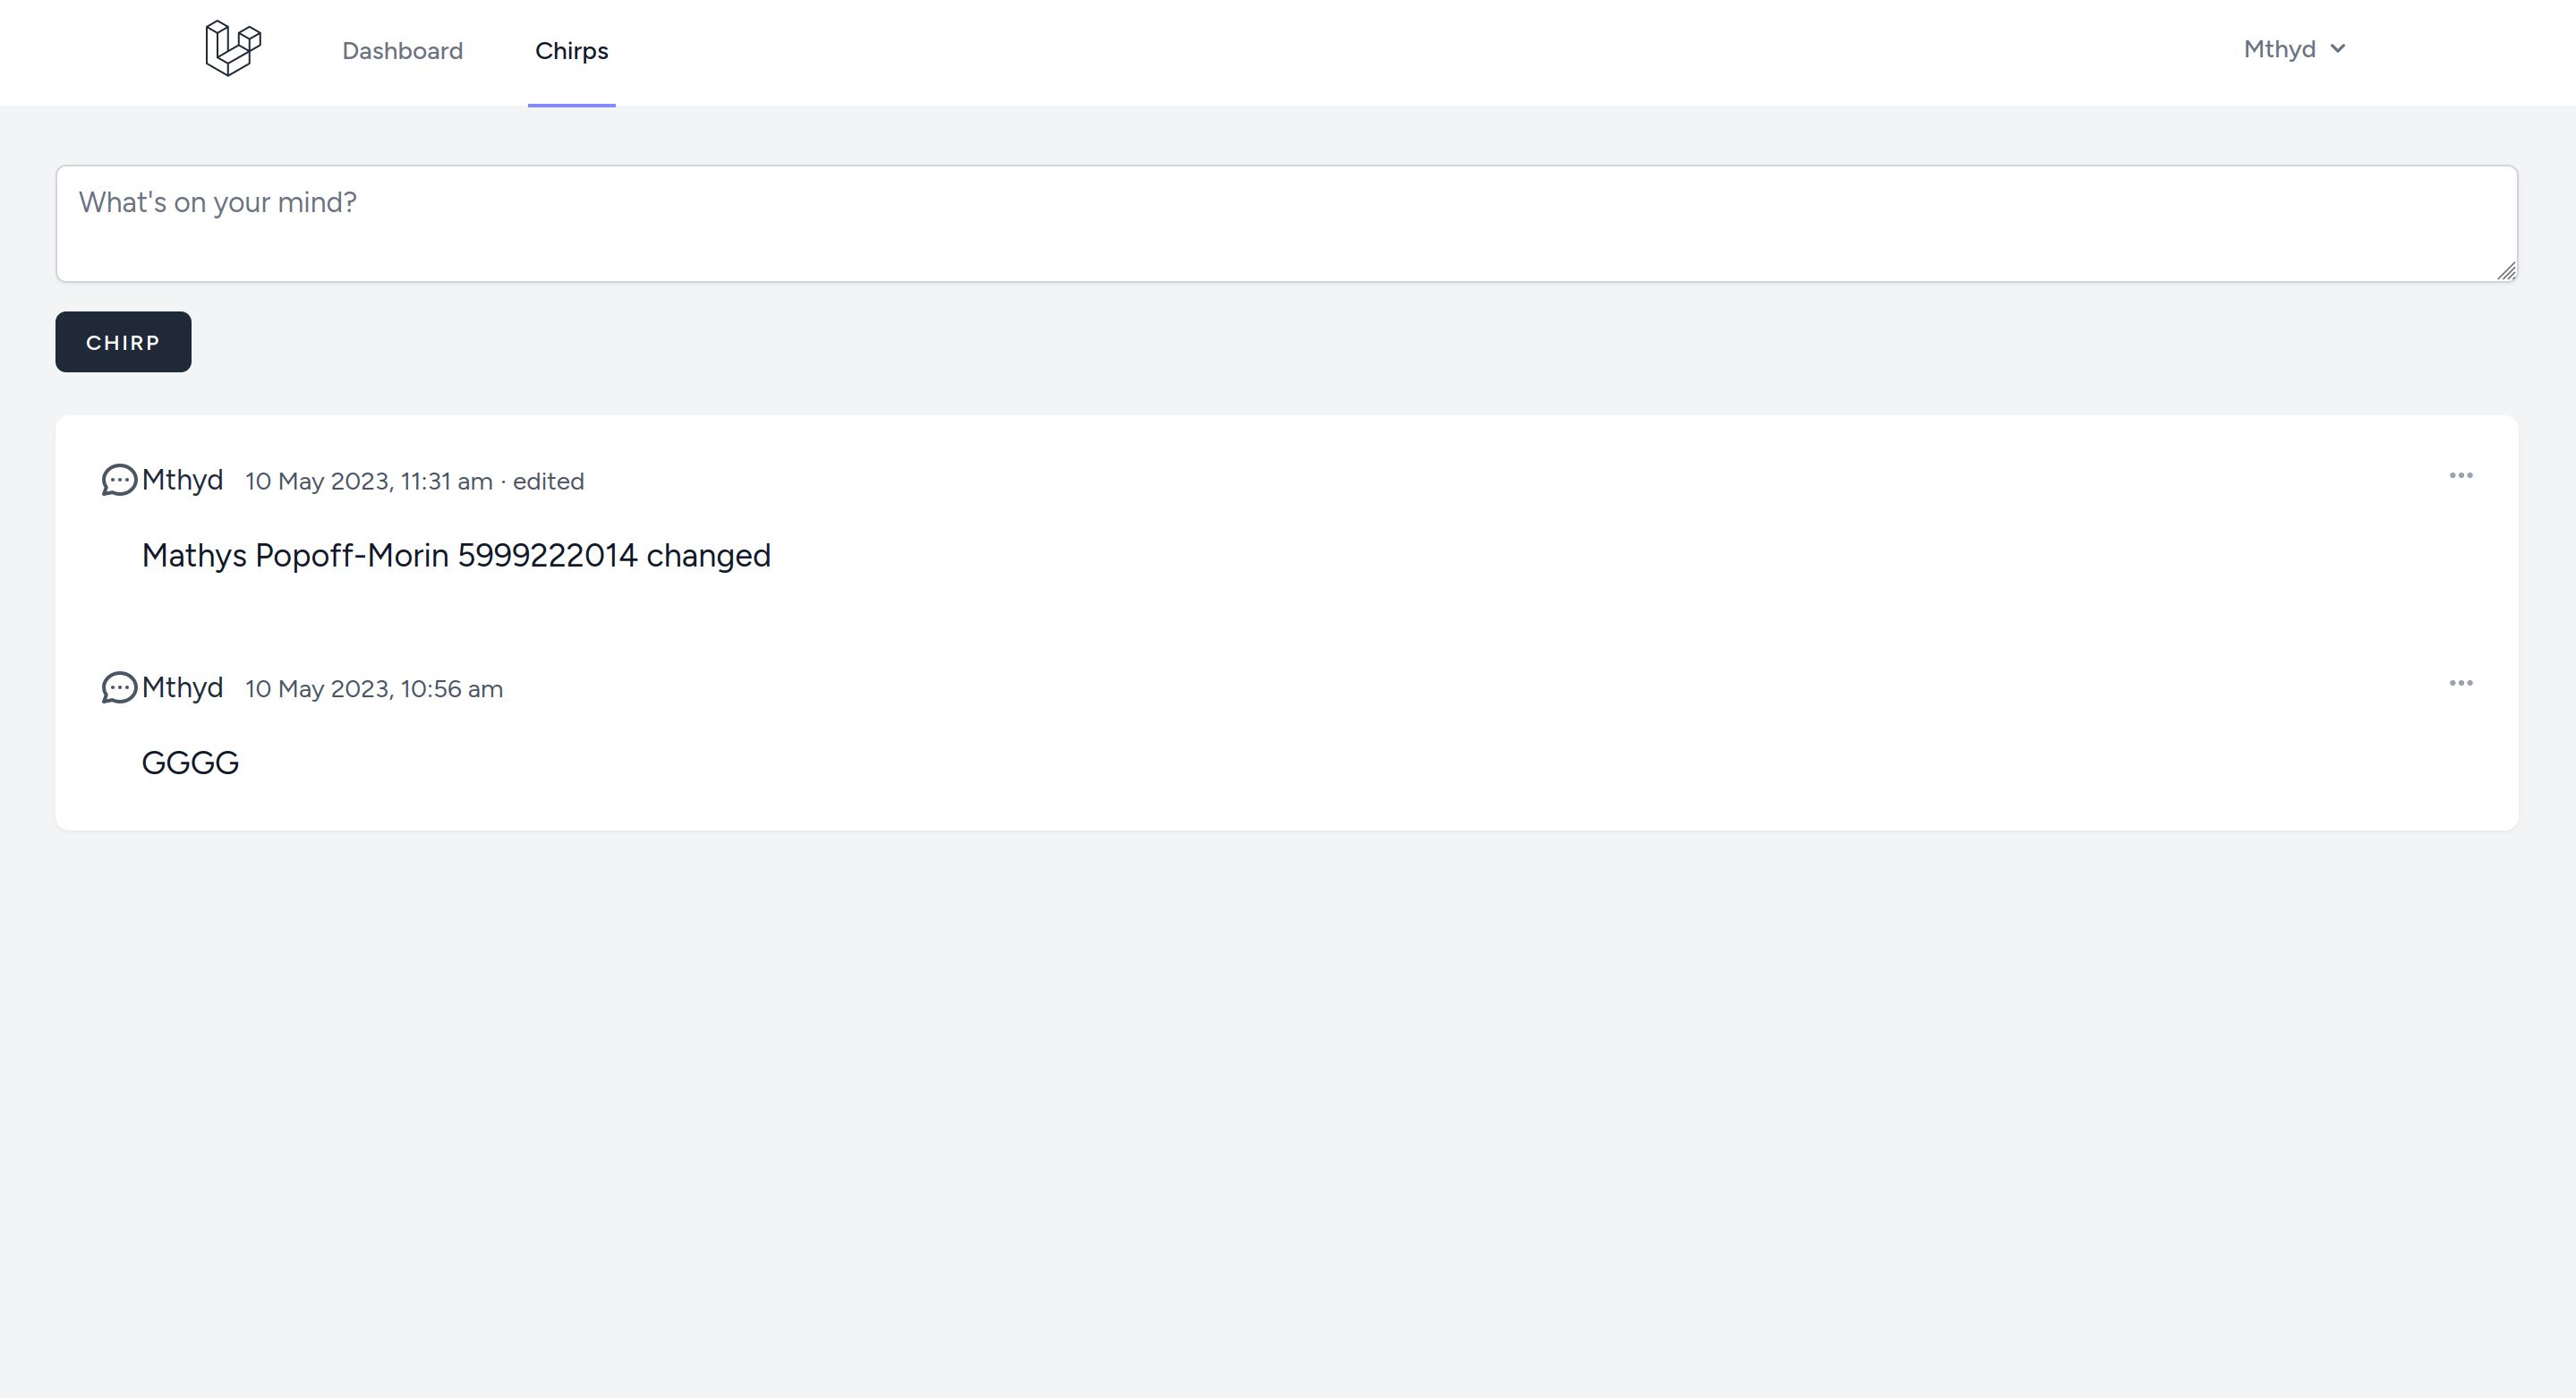 Dashboard Chirps Mthyd
What's on your mind?
CHIRP
Mthyd 10 May 2023, 11:31 am · edited
Mathys Popoff-Morin 5999222014 changed
Mthyd 10 May 2023, 10:56 am
GGGG